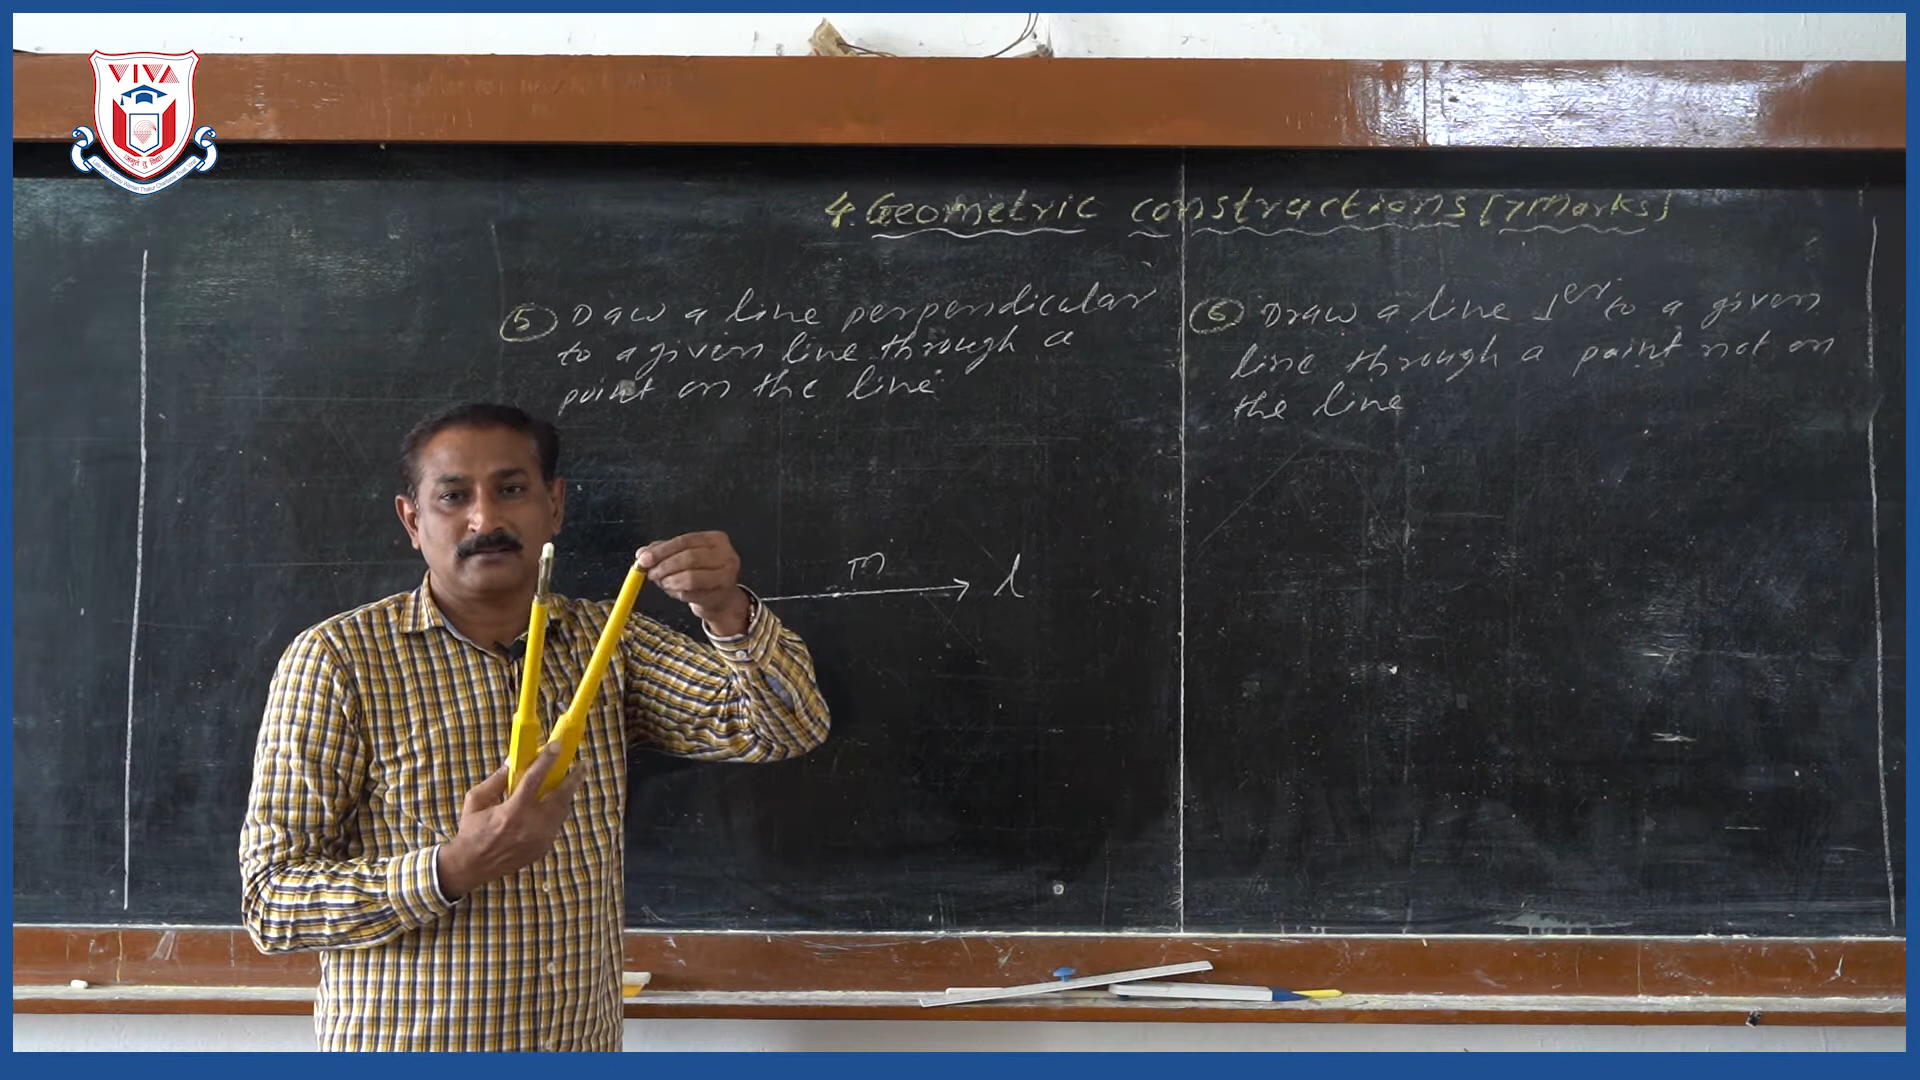 VIVA
4. Geometric constructions [7 Marks]
5 Daw a line perpendicular
to a given line through a
point on the line
6 Draw a line ⊥er to a given
line through a point not on
the line
m
l